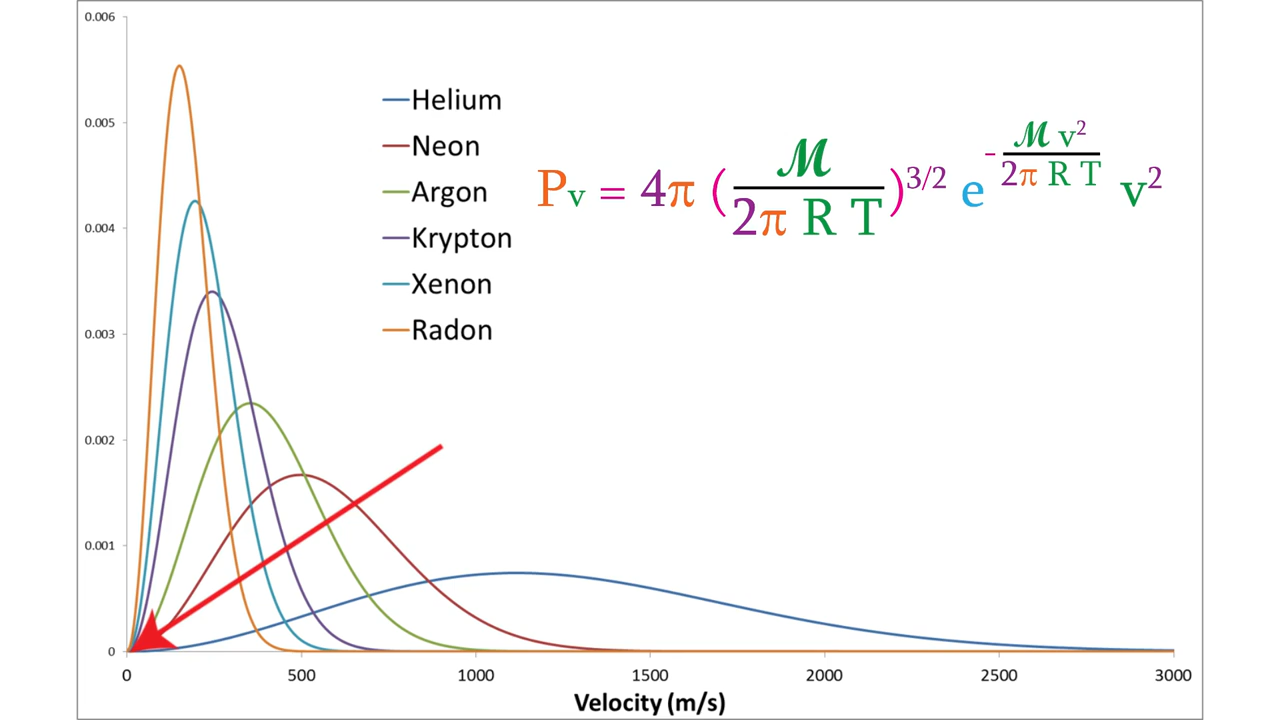 0.006
0.005
0.004
0.003
0.002
0.001
0
Helium
Neon
Argon
Krypton
Xenon
Radon
Pv = 4π (ℳ / 2π R T)^3/2 e^-ℳ v² / 2π R T v²
0 500 1000 1500 2000 2500 3000
Velocity (m/s)